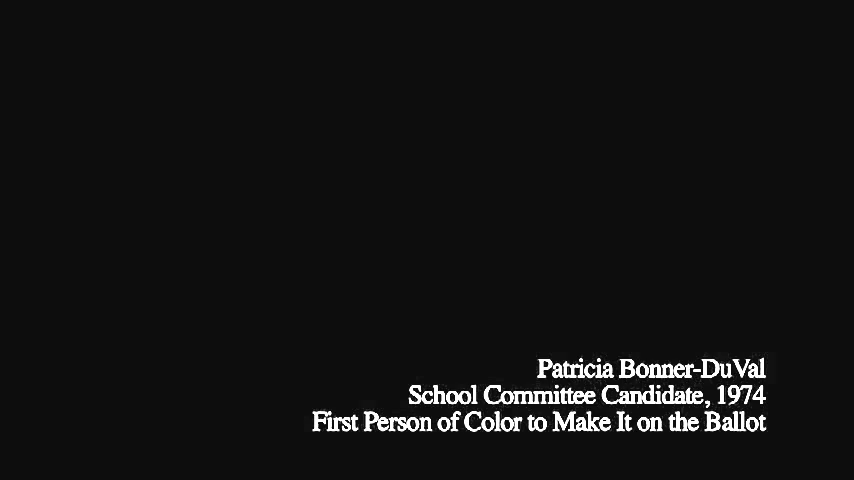 Patricia Bonner-DuVal
School Committee Candidate, 1974
First Person of Color to Make It on the Ballot